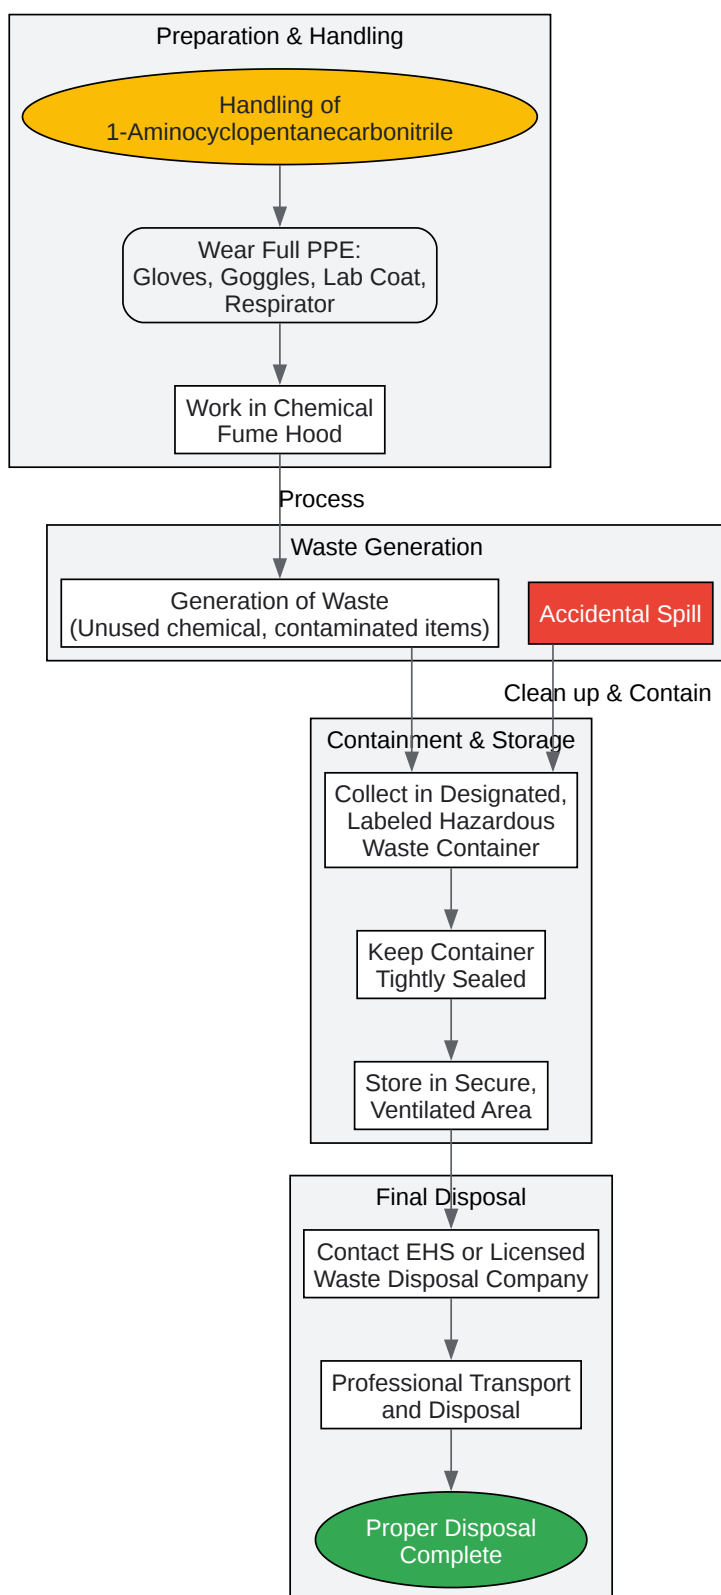 Preparation & Handling
Handling of
1-Aminocyclopentanecarbonitrile
Wear Full PPE:
Gloves, Goggles, Lab Coat,
Respirator
Work in Chemical
Fume Hood
Process
Waste Generation
Generation of Waste
(Unused chemical, contaminated items)
Accidental Spill
Clean up & Contain
Containment & Storage
Collect in Designated,
Labeled Hazardous
Waste Container
Keep Container
Tightly Sealed
Store in Secure,
Ventilated Area
Final Disposal
Contact EHS or Licensed
Waste Disposal Company
Professional Transport
and Disposal
Proper Disposal
Complete